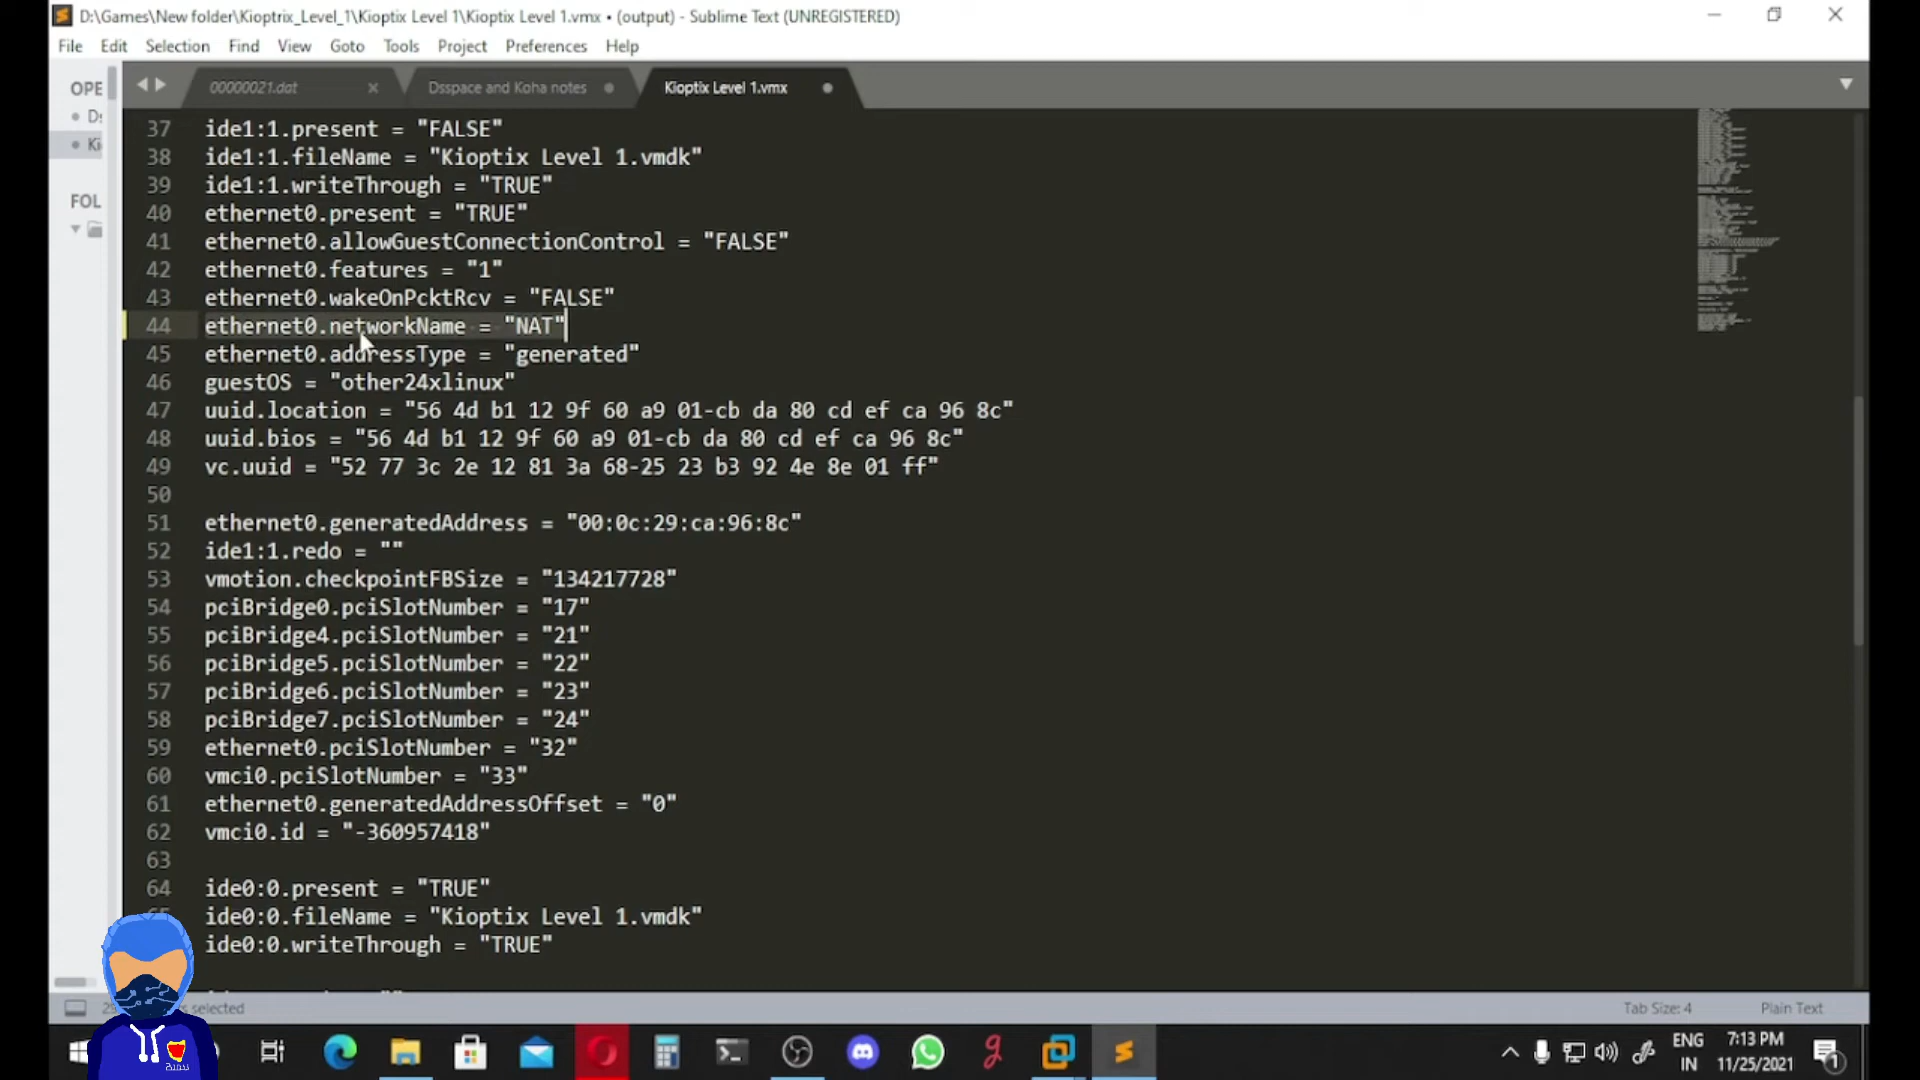 D:\Games\New folder\Kioptrix_Level_1\Kioptix Level 1\Kioptix Level 1.vmx • (output) - Sublime Text (UNREGISTERED)
File Edit Selection Find View Goto Tools Project Preferences Help
OPE
Ds
Ki
FOL
00000021.dat
Dsspace and Koha notes
Kioptix Level 1.vmx
37 ide1:1.present = "FALSE"
38 ide1:1.fileName = "Kioptix Level 1.vmdk"
39 ide1:1.writeThrough = "TRUE"
40 ethernet0.present = "TRUE"
41 ethernet0.allowGuestConnectionControl = "FALSE"
42 ethernet0.features = "1"
43 ethernet0.wakeOnPcktRcv = "FALSE"
44 ethernet0.networkName = "NAT"
45 ethernet0.addressType = "generated"
46 guestOS = "other24xlinux"
47 uuid.location = "56 4d b1 12 9f 60 a9 01-cb da 80 cd ef ca 96 8c"
48 uuid.bios = "56 4d b1 12 9f 60 a9 01-cb da 80 cd ef ca 96 8c"
49 vc.uuid = "52 77 3c 2e 12 81 3a 68-25 23 b3 92 4e 8e 01 ff"
50
51 ethernet0.generatedAddress = "00:0c:29:ca:96:8c"
52 ide1:1.redo = ""
53 vmotion.checkpointFBSize = "134217728"
54 pciBridge0.pciSlotNumber = "17"
55 pciBridge4.pciSlotNumber = "21"
56 pciBridge5.pciSlotNumber = "22"
57 pciBridge6.pciSlotNumber = "23"
58 pciBridge7.pciSlotNumber = "24"
59 ethernet0.pciSlotNumber = "32"
60 vmci0.pciSlotNumber = "33"
61 ethernet0.generatedAddressOffset = "0"
62 vmci0.id = "-360957418"
63
64 ide0:0.present = "TRUE"
ide0:0.fileName = "Kioptix Level 1.vmdk"
ide0:0.writeThrough = "TRUE"
selected
Tab Size: 4 Plain Text
ENG
IN
7:13 PM
11/25/2021
1